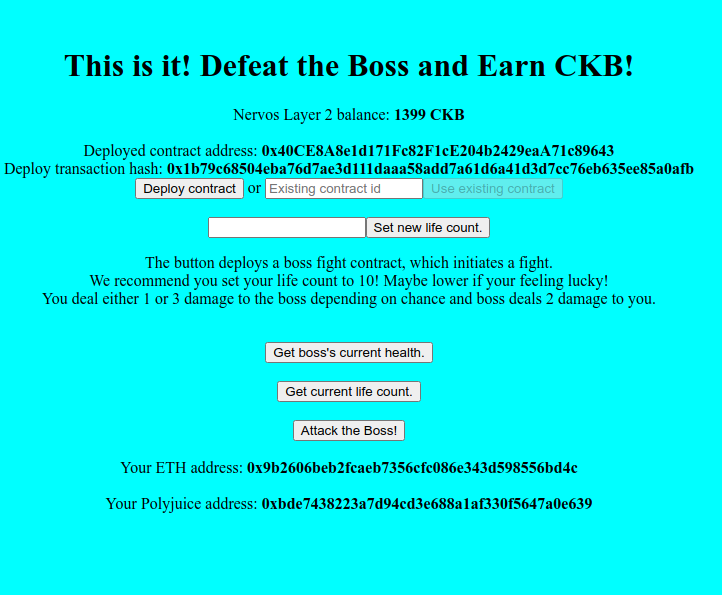 This is it! Defeat the Boss and Earn CKB!
Nervos Layer 2 balance: 1399 CKB
Deployed contract address: 0x40CE8A8e1d171Fc82F1cE204b2429eaA71c89643
Deploy transaction hash: 0x1b79c68504eba76d7ae3d111daaa58add7a61d6a41d3d7cc76eb635ee85a0afb
Deploy contract or Existing contract id Use existing contract
Set new life count.
The button deploys a boss fight contract, which initiates a fight.
We recommend you set your life count to 10! Maybe lower if your feeling lucky!
You deal either 1 or 3 damage to the boss depending on chance and boss deals 2 damage to you.
Get boss's current health.
Get current life count.
Attack the Boss!
Your ETH address: 0x9b2606beb2fcaeb7356cfc086e343d598556bd4c
Your Polyjuice address: 0xbde7438223a7d94cd3e688a1af330f5647a0e639